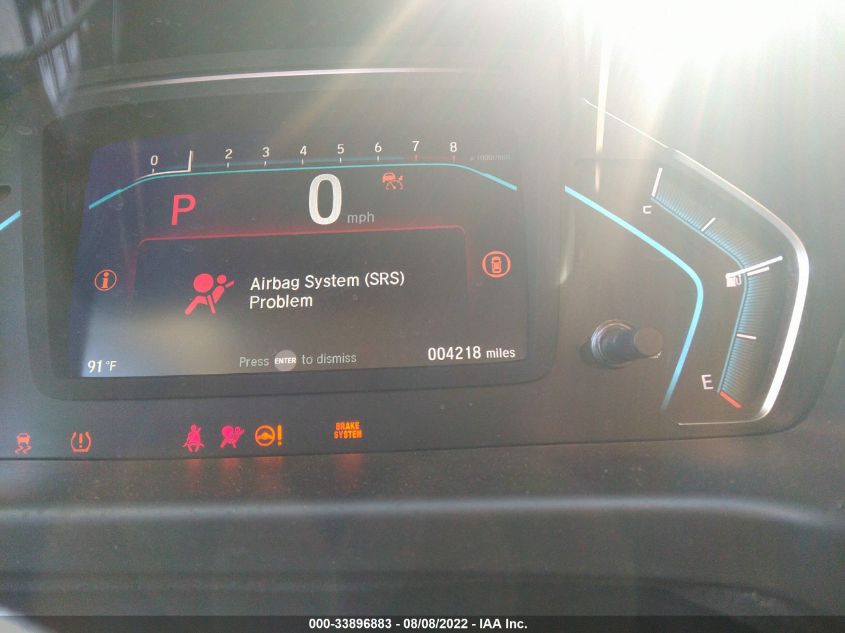 0 2 3 4 5 6 7 8
P 0 mph
Airbag System (SRS)
Problem
Press ENTER to dismiss
91°F
004218 miles
E
BRAKE
SYSTEM
000-33896883 - 08/08/2022 - IAA Inc.